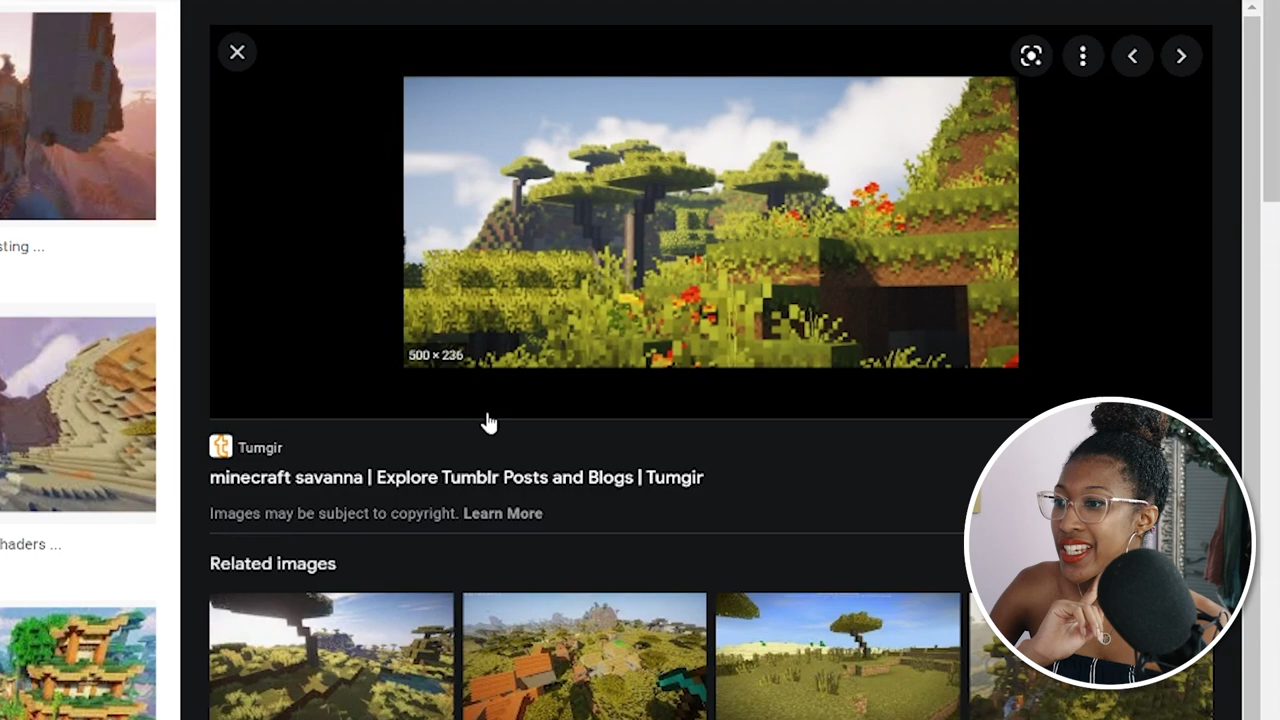 sting ...
haders ...
500 × 236
Tumgir
minecraft savanna | Explore Tumblr Posts and Blogs | Tumgir
Images may be subject to copyright. Learn More
Related images